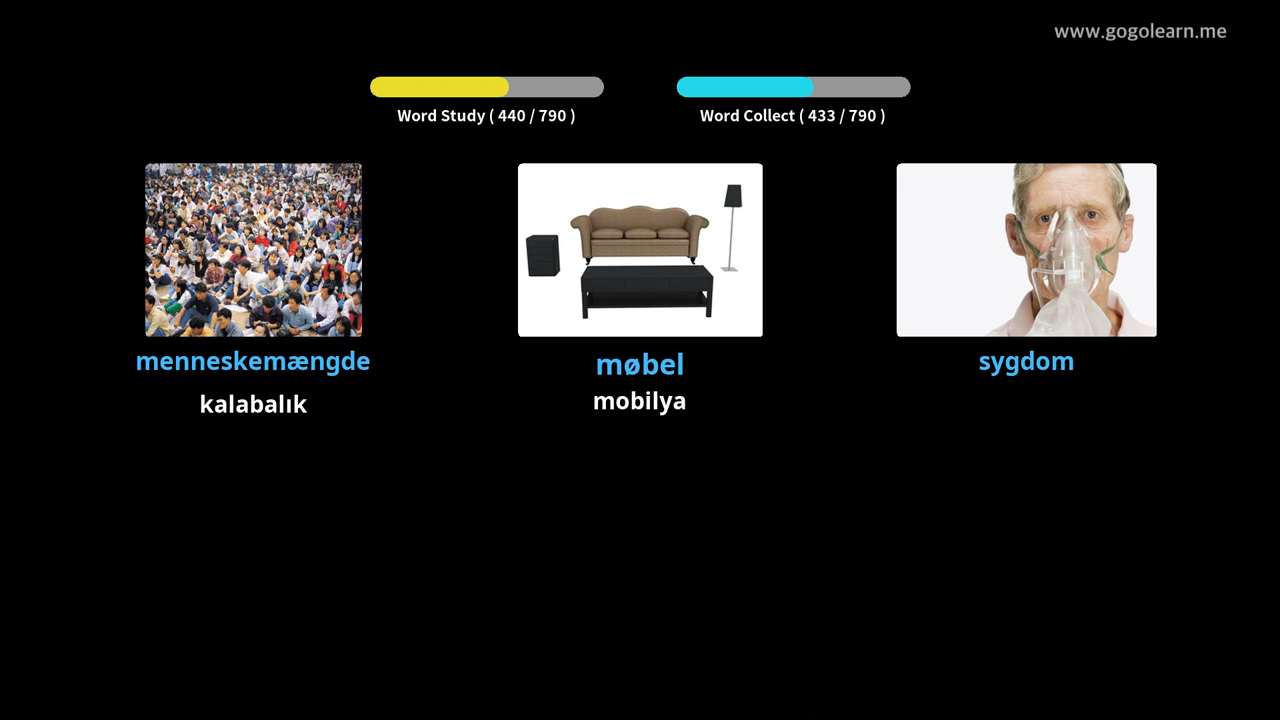 www.gogolearn.me
Word Study ( 440 / 790 )
Word Collect ( 433 / 790 )
menneskemængde
møbel
sygdom
kalabalık
mobilya